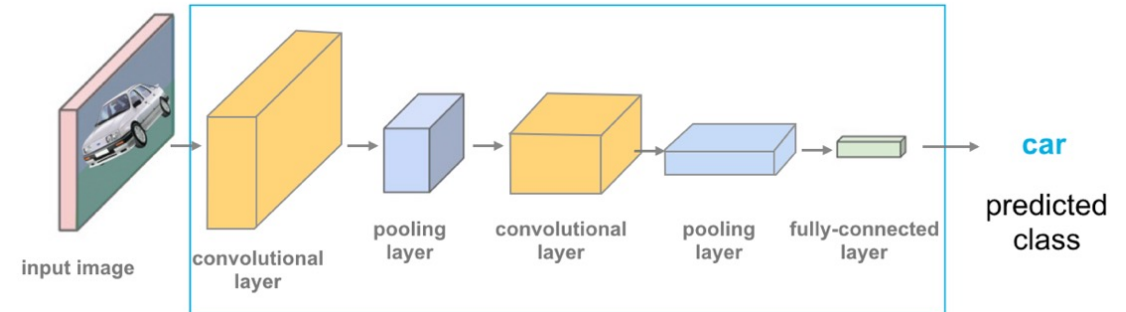 input image
convolutional
layer
pooling
layer
convolutional
layer
pooling
layer
fully-connected
layer
car
predicted
class